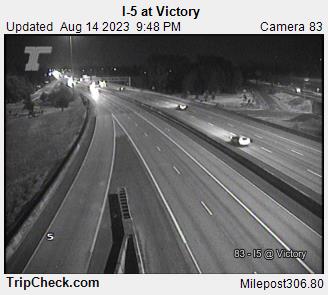 I-5 at Victory
Updated Aug 14 2023 9:48 PM Camera 83
T
S
83 - I5 @ Victory
TripCheck.com Milepost306.80